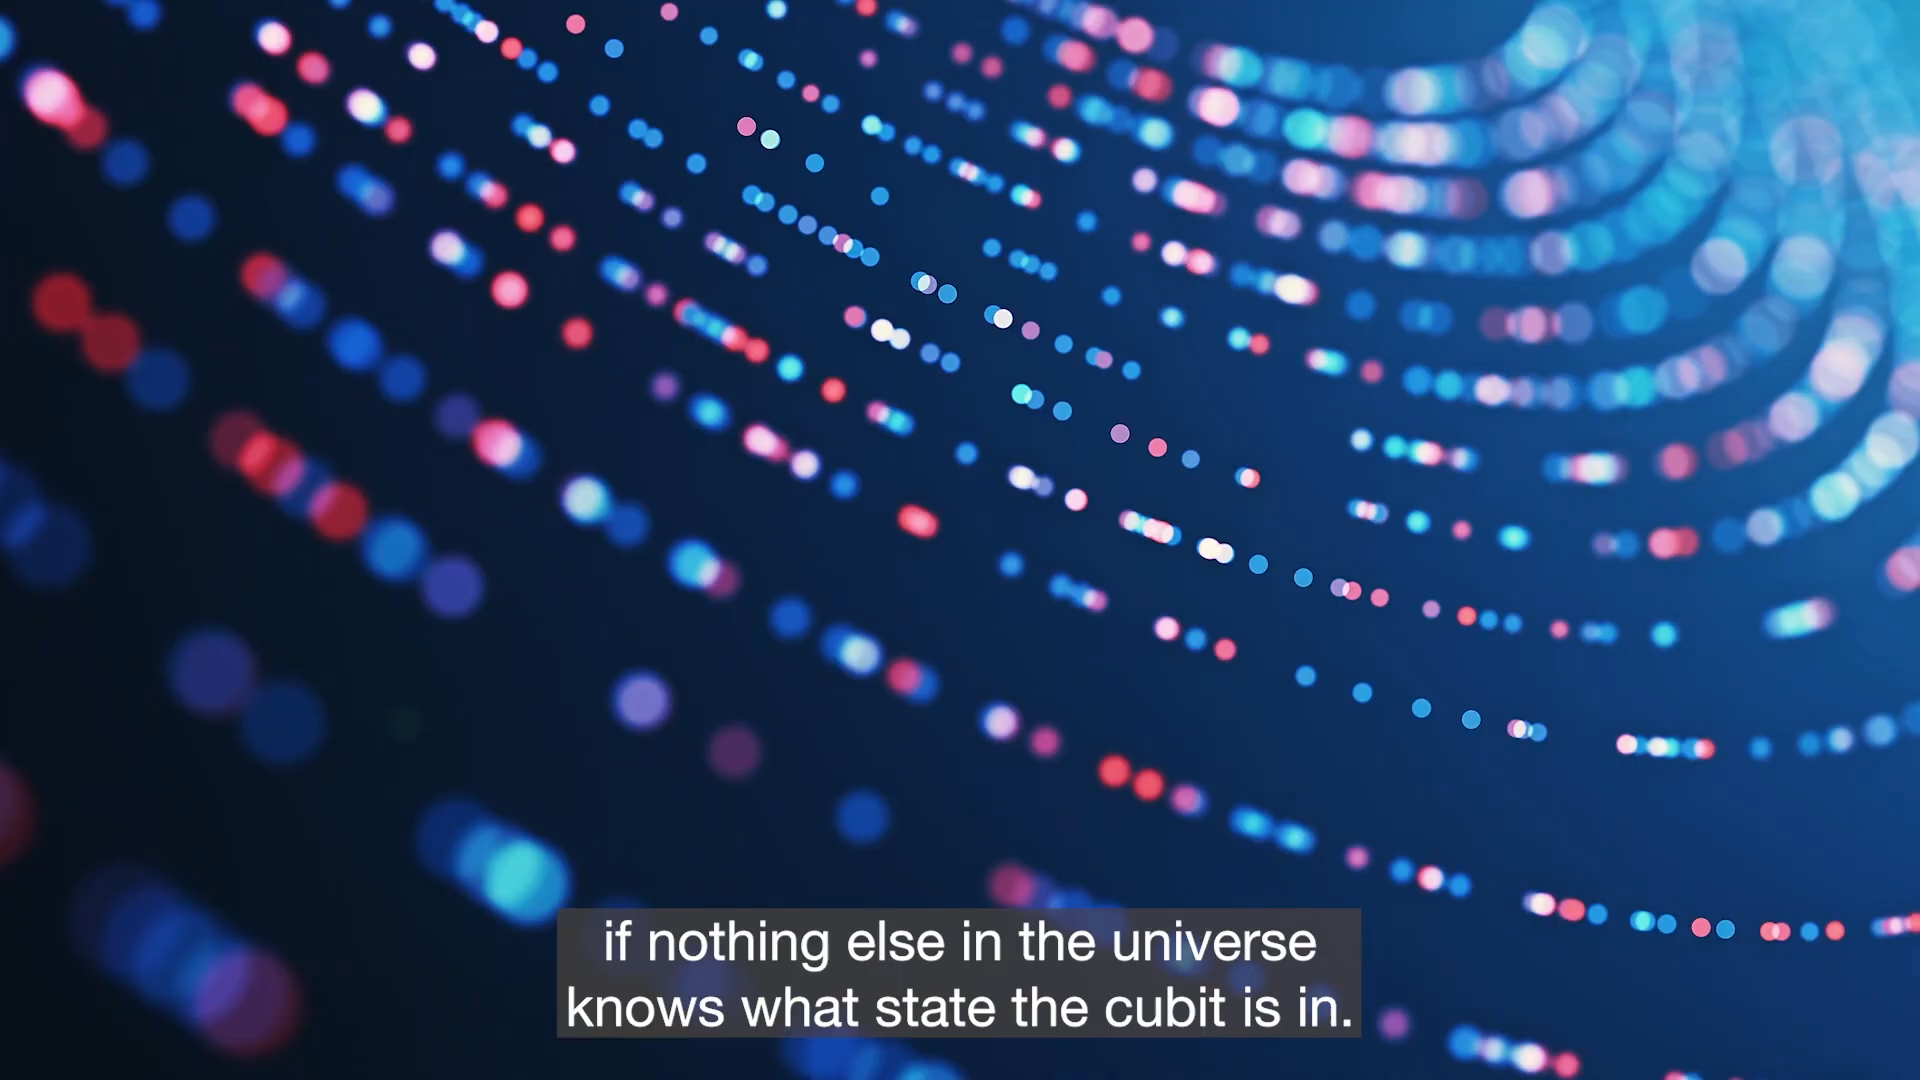 if nothing else in the universe
knows what state the cubit is in.